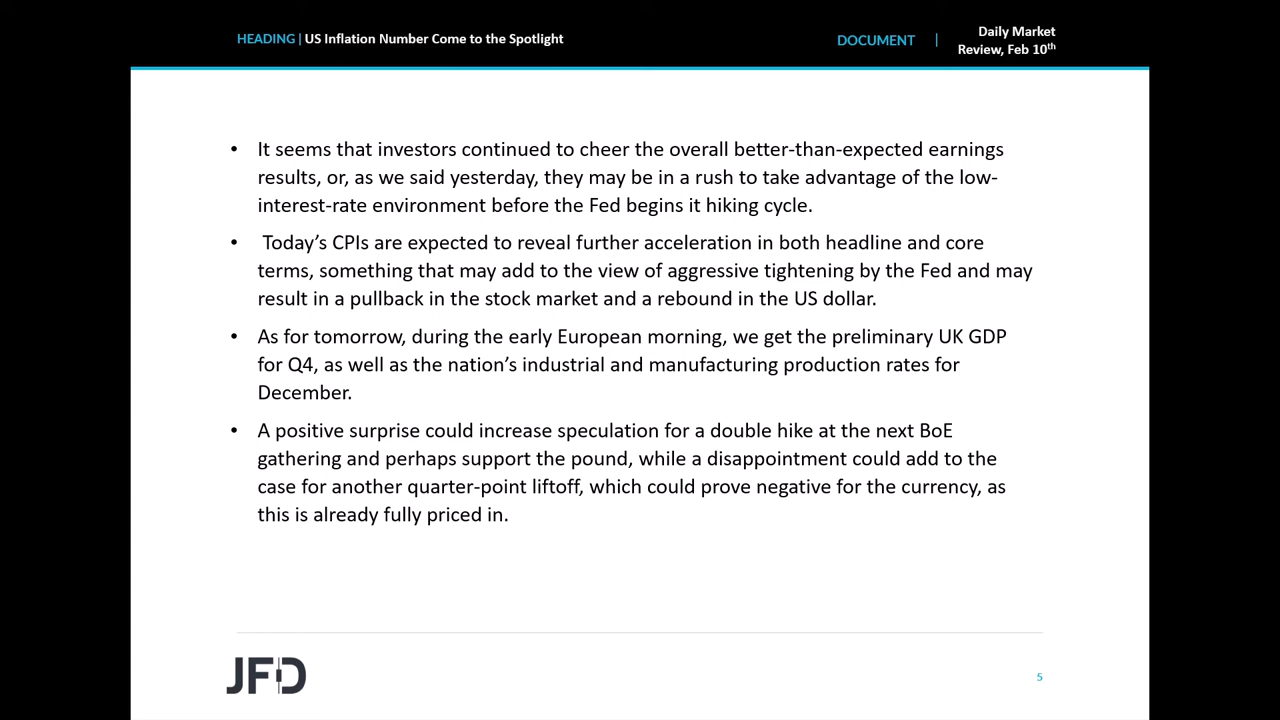 HEADING | US Inflation Number Come to the Spotlight
DOCUMENT | Daily Market
Review, Feb 10th
• It seems that investors continued to cheer the overall better-than-expected earnings
results, or, as we said yesterday, they may be in a rush to take advantage of the low-
interest-rate environment before the Fed begins it hiking cycle.
• Today’s CPIs are expected to reveal further acceleration in both headline and core
terms, something that may add to the view of aggressive tightening by the Fed and may
result in a pullback in the stock market and a rebound in the US dollar.
• As for tomorrow, during the early European morning, we get the preliminary UK GDP
for Q4, as well as the nation’s industrial and manufacturing production rates for
December.
• A positive surprise could increase speculation for a double hike at the next BoE
gathering and perhaps support the pound, while a disappointment could add to the
case for another quarter-point liftoff, which could prove negative for the currency, as
this is already fully priced in.
JFD
5